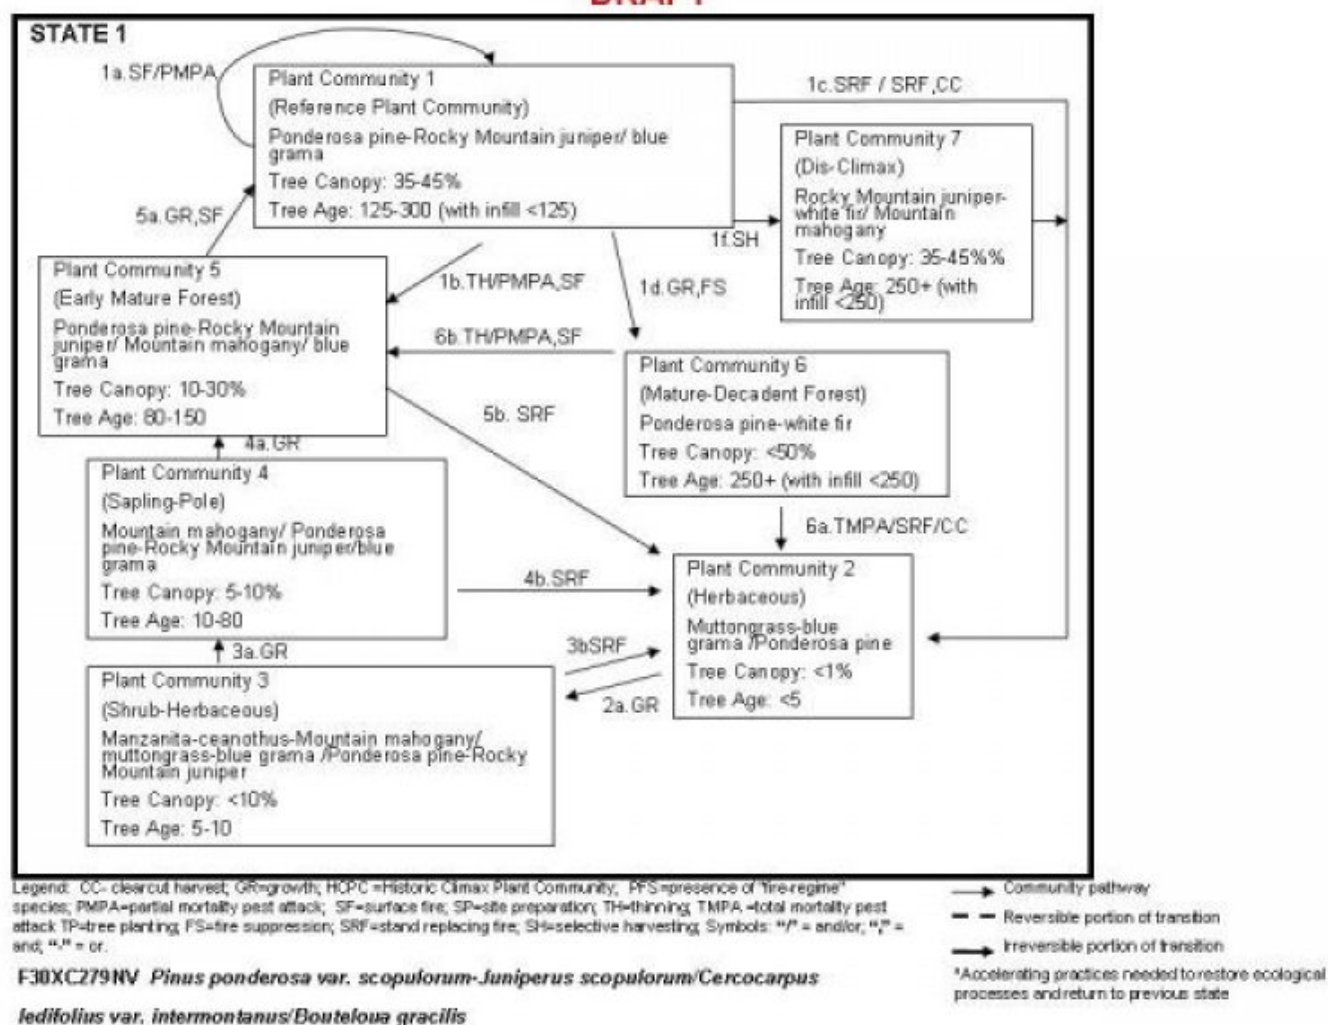 DRAFT
STATE 1
1a.SF/PMPA
Plant Community 1
(Reference Plant Community)
Ponderosa pine-Rocky Mountain juniper/ blue
grama
Tree Canopy: 35-45%
Tree Age: 125-300 (with infill <125)
1c.SRF / SRF,CC
Plant Community 7
(Dis-Climax)
Rocky Mountain juniper-
white fir/ Mountain
mahogany
Tree Canopy: 35-45%%
Tree Age: 250+ (with
infill <250)
1f.SH
5a.GR,SF
Plant Community 5
(Early Mature Forest)
Ponderosa pine-Rocky Mountain
juniper/ Mountain mahogany/ blue
grama
Tree Canopy: 10-30%
Tree Age: 80-150
1b.TH/PMPA,SF
1d.GR,FS
6b.TH/PMPA,SF
Plant Community 6
(Mature-Decadent Forest)
Ponderosa pine-white fir
Tree Canopy: <50%
Tree Age: 250+ (with infill <250)
5b. SRF
4a.GR
Plant Community 4
(Sapling-Pole)
Mountain mahogany/ Ponderosa
pine-Rocky Mountain juniper/blue
grama
Tree Canopy: 5-10%
Tree Age: 10-80
6a.TMPA/SRF/CC
4b.SRF
Plant Community 2
(Herbaceous)
Muttongrass-blue
grama /Ponderosa pine
Tree Canopy: <1%
Tree Age: <5
3a.GR
3bSRF
2a.GR
Plant Community 3
(Shrub-Herbaceous)
Manzanita-ceanothus-Mountain mahogany/
muttongrass-blue grama /Ponderosa pine-Rocky
Mountain juniper
Tree Canopy: <10%
Tree Age: 5-10
Legend: CC- clearcut harvest; GR=growth; HCPC =Historic Climax Plant Community; PFS=presence of "fire-regime"
species; PMPA=partial mortality pest attack; SF=surface fire; SP=site preparation; TH=thinning; TMPA =total mortality pest
attack TP=tree planting; FS=fire suppression; SRF=stand replacing fire; SH=selective harvesting; Symbols: "/" = and/or; "," =
and; "-" = or.
Community pathway
Reversible portion of transition
Irreversible portion of transition
*Accelerating practices needed to restore ecological
processes and return to previous state
F30XC279NV Pinus ponderosa var. scopulorum-Juniperus scopulorum/Cercocarpus
ledifolius var. intermontanus/Bouteloua gracilis